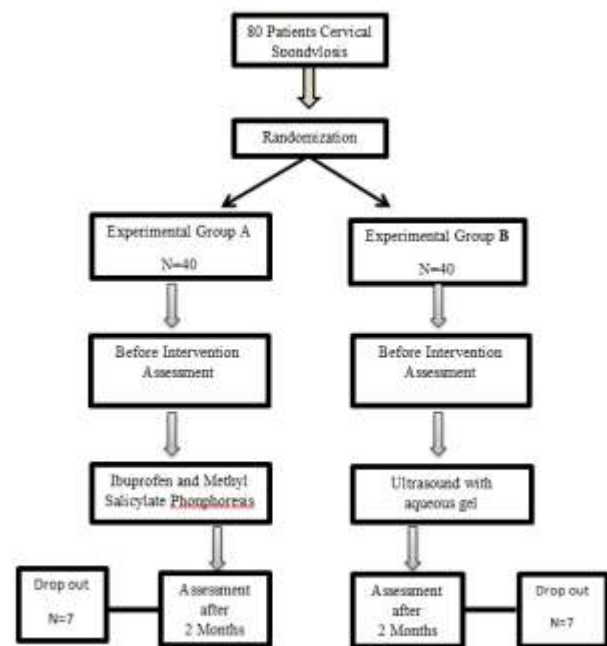 80 Patients Cervical
Spondylosis
Randomization
Experimental Group A
N=40
Experimental Group B
N=40
Before Intervention
Assessment
Before Intervention
Assessment
Ibuprofen and Methyl
Salicylate Phonphoresis
Ultrasound with
aqueous gel
Drop out
N=7
Assessment
after
2 Months
Assessment
after
2 Months
Drop out
N=7